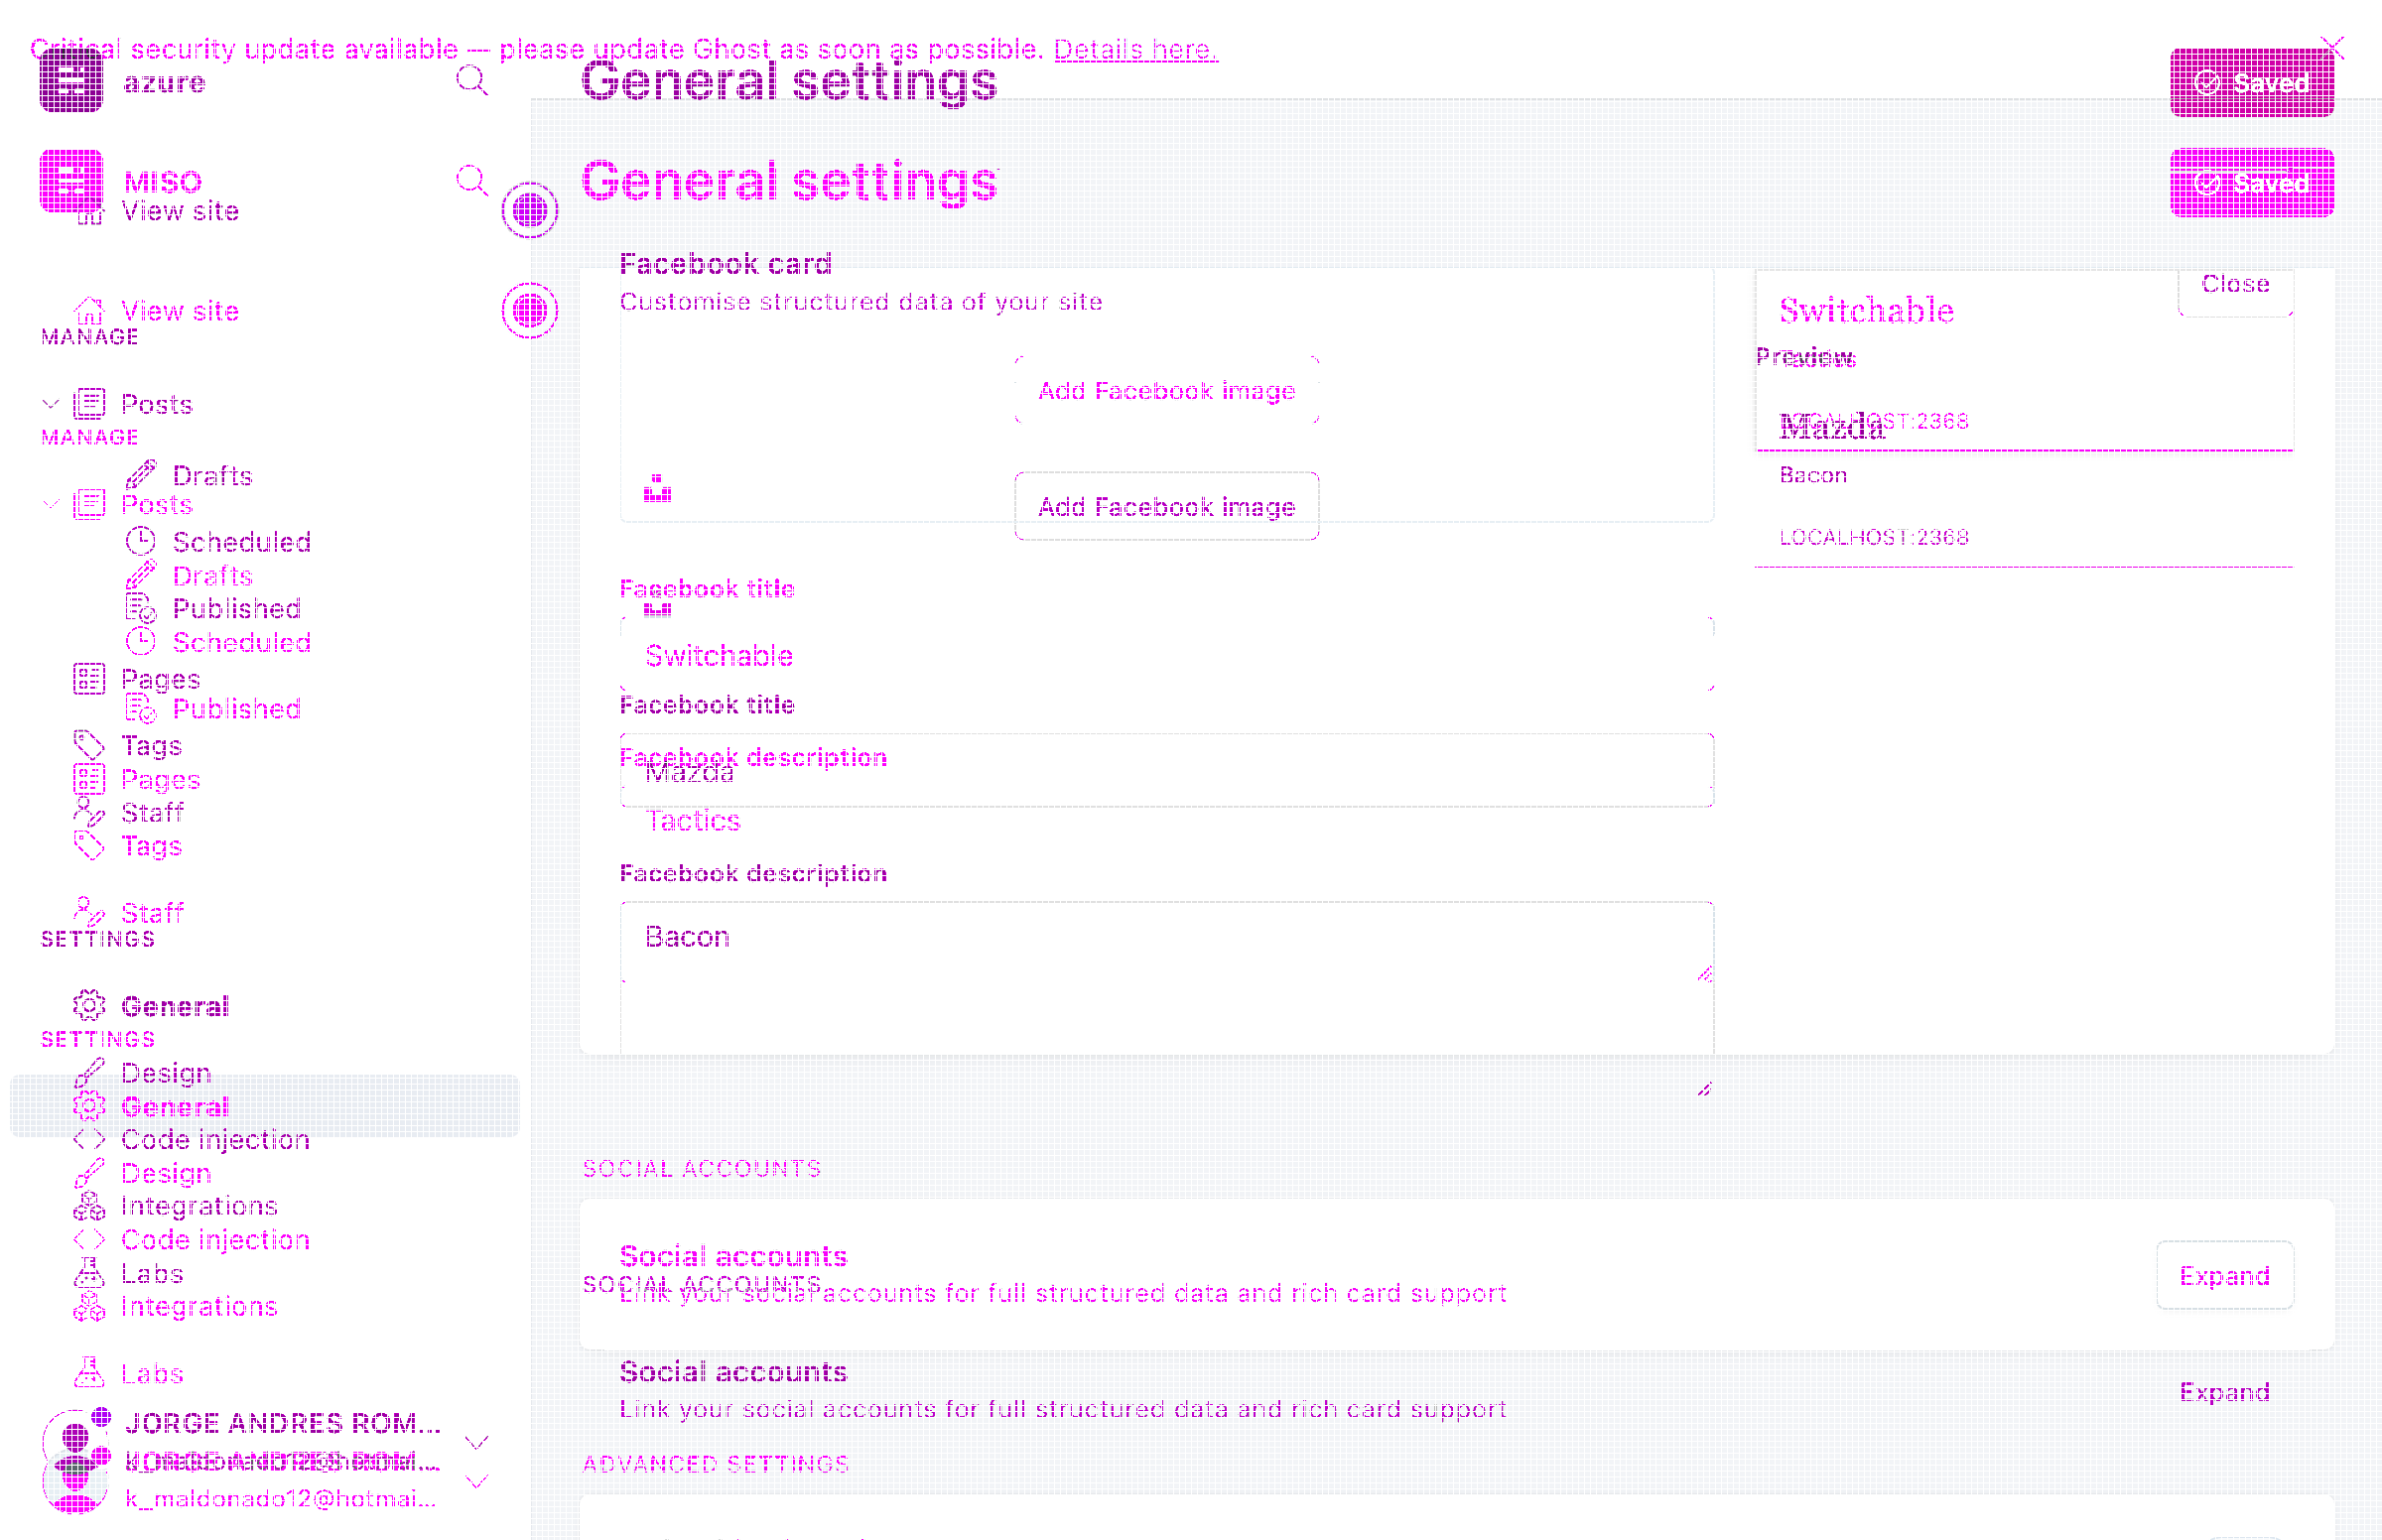 Critical security update available — please update Ghost as soon as possible. Details here.
azure
General settings
Saved
MISO
General settings
Saved
View site
Facebook card
Close
Customise structured data of your site
View site
Switchable
MANAGE
Preview
Add Facebook image
Posts
LOCALHOST:2368
Mazda
MANAGE
Drafts
Bacon
Posts
Add Facebook image
Scheduled
LOCALHOST:2368
Drafts
Facebook title
Published
Scheduled
Switchable
Pages
Facebook title
Published
Tags
Facebook description
Mazda
Pages
Staff
Tactics
Tags
Facebook description
Staff
Bacon
SETTINGS
General
SETTINGS
Design
General
Code injection
Design
SOCIAL ACCOUNTS
Integrations
Code injection
Social accounts
Labs
Expand
SOCIAL ACCOUNTS
Link your social accounts for full structured data and rich card support
Integrations
Labs
Social accounts
Expand
Link your social accounts for full structured data and rich card support
JORGE ANDRES ROM...
ADVANCED SETTINGS
k_maldonado12@hotmai...